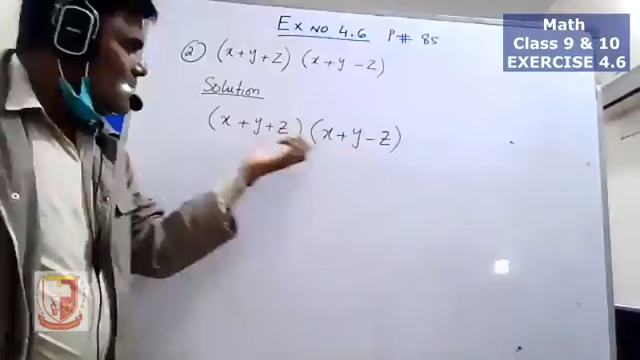 Ex NO 4.6 P# 85
② (x+y+z) (x+y-z)
Solution
(x+y+z)(x+y-z)
Math
Class 9 & 10
EXERCISE 4.6